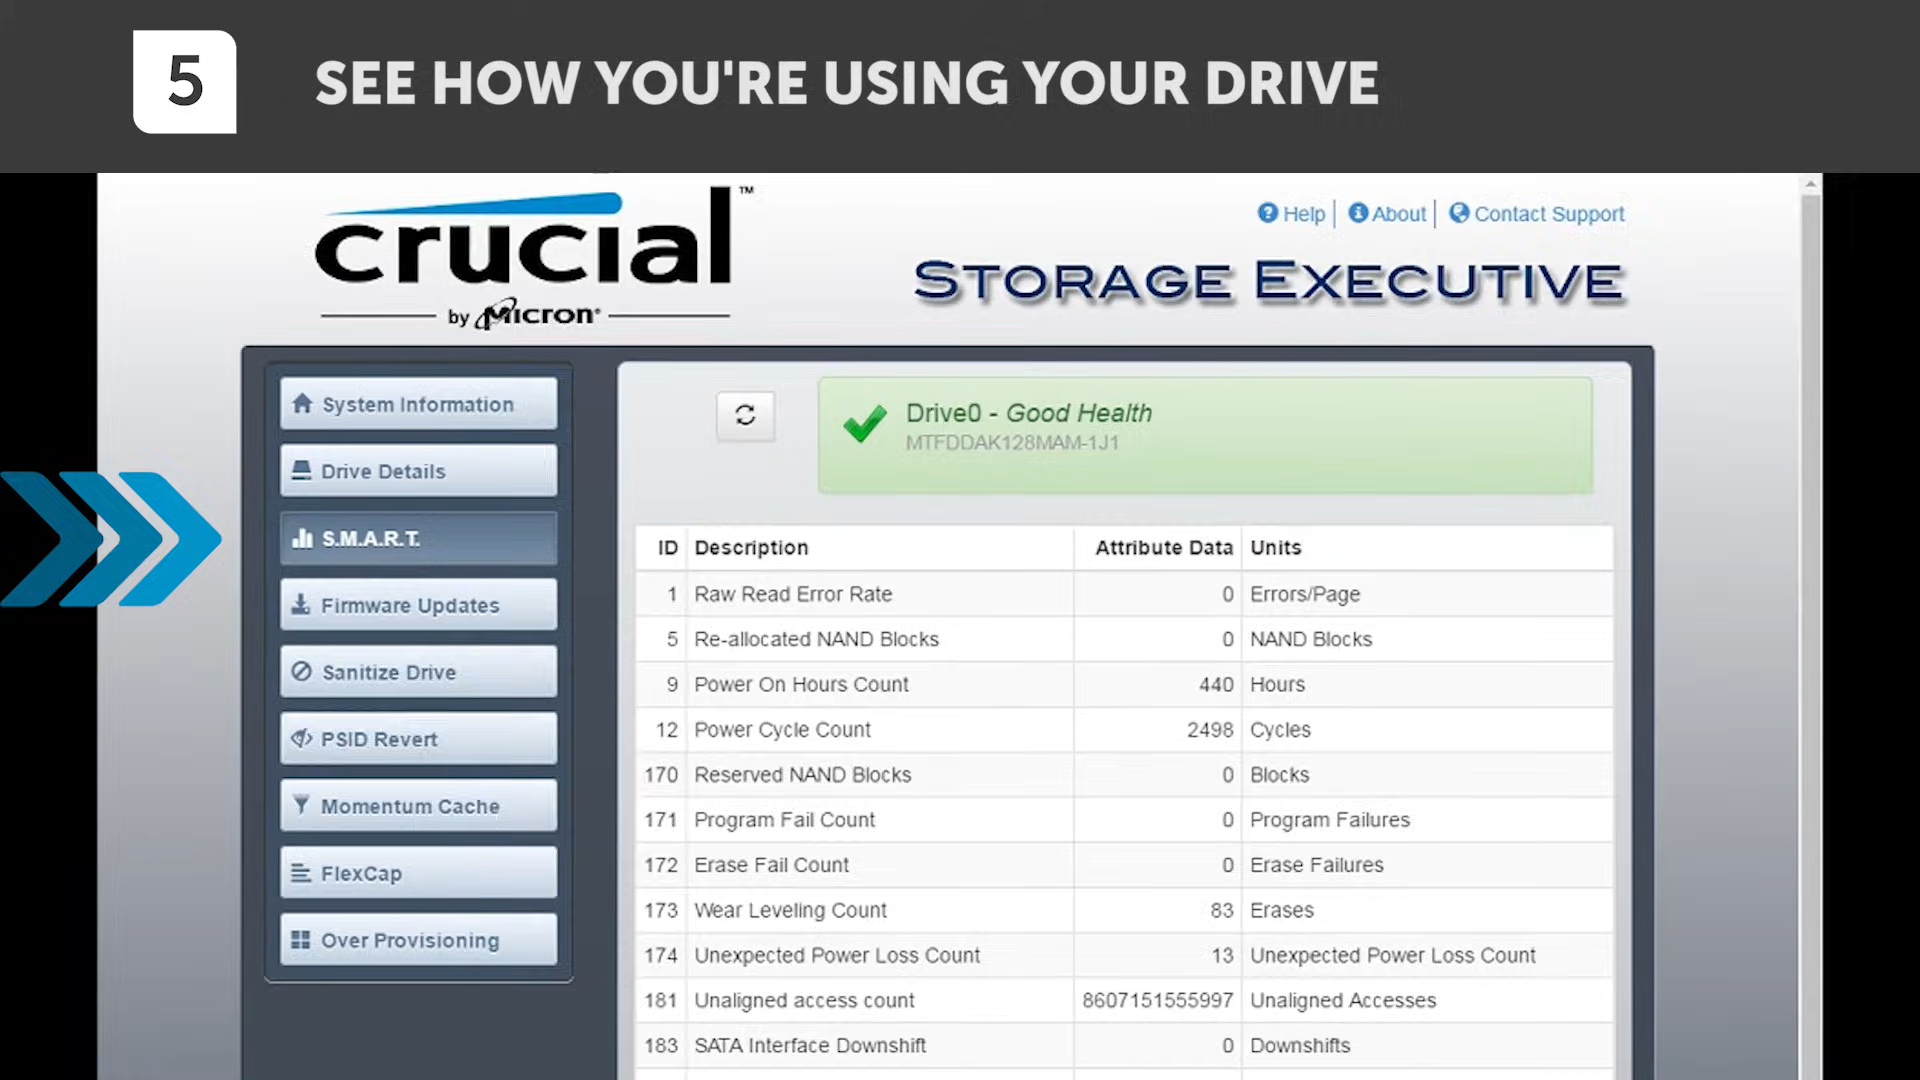 5 SEE HOW YOU'RE USING YOUR DRIVE
crucial™
by Micron®
Help | About | Contact Support
STORAGE EXECUTIVE
System Information
Drive Details
S.M.A.R.T.
Firmware Updates
Sanitize Drive
PSID Revert
Momentum Cache
FlexCap
Over Provisioning
Drive0 - Good Health
MTFDDAK128MAM-1J1
ID Description Attribute Data Units
1 Raw Read Error Rate 0 Errors/Page
5 Re-allocated NAND Blocks 0 NAND Blocks
9 Power On Hours Count 440 Hours
12 Power Cycle Count 2498 Cycles
170 Reserved NAND Blocks 0 Blocks
171 Program Fail Count 0 Program Failures
172 Erase Fail Count 0 Erase Failures
173 Wear Leveling Count 83 Erases
174 Unexpected Power Loss Count 13 Unexpected Power Loss Count
181 Unaligned access count 8607151555997 Unaligned Accesses
183 SATA Interface Downshift 0 Downshifts